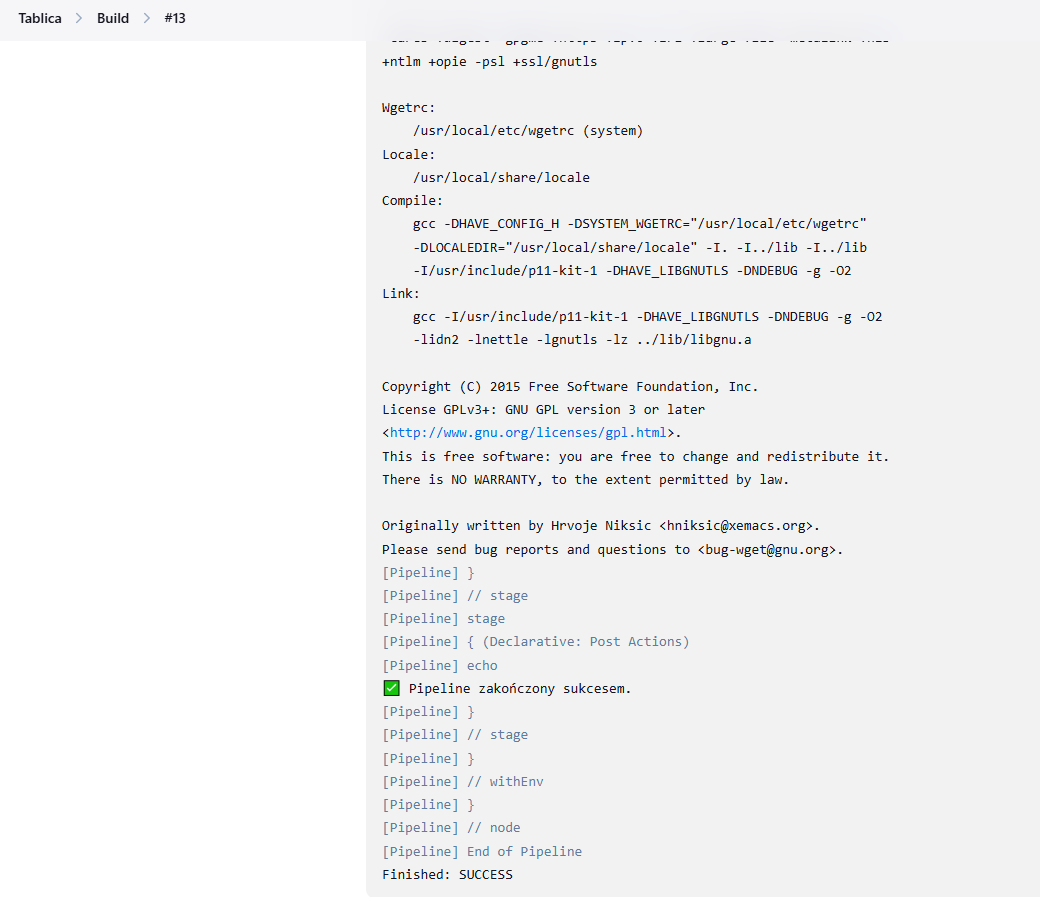 Tablica > Build > #13
+ntlm +opie -psl +ssl/gnutls
Wgetrc:
/usr/local/etc/wgetrc (system)
Locale:
/usr/local/share/locale
Compile:
gcc -DHAVE_CONFIG_H -DSYSTEM_WGETRC="/usr/local/etc/wgetrc"
-DLOCALEDIR="/usr/local/share/locale" -I. -I../lib -I../lib
-I/usr/include/p11-kit-1 -DHAVE_LIBGNUTLS -DNDEBUG -g -O2
Link:
gcc -I/usr/include/p11-kit-1 -DHAVE_LIBGNUTLS -DNDEBUG -g -O2
-lidn2 -lnettle -lgnutls -lz ../lib/libgnu.a
Copyright (C) 2015 Free Software Foundation, Inc.
License GPLv3+: GNU GPL version 3 or later
<http://www.gnu.org/licenses/gpl.html>.
This is free software: you are free to change and redistribute it.
There is NO WARRANTY, to the extent permitted by law.
Originally written by Hrvoje Niksic <hniksic@xemacs.org>.
Please send bug reports and questions to <bug-wget@gnu.org>.
[Pipeline] }
[Pipeline] // stage
[Pipeline] stage
[Pipeline] { (Declarative: Post Actions)
[Pipeline] echo
✅ Pipeline zakończony sukcesem.
[Pipeline] }
[Pipeline] // stage
[Pipeline] }
[Pipeline] // withEnv
[Pipeline] }
[Pipeline] // node
[Pipeline] End of Pipeline
Finished: SUCCESS